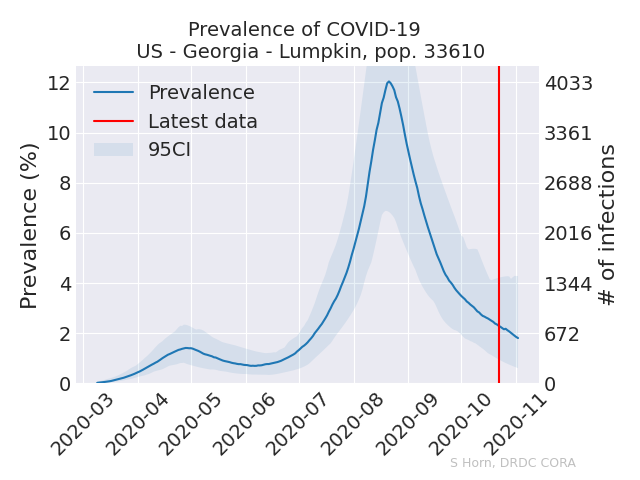 Prevalence of COVID-19
US - Georgia - Lumpkin, pop. 33610
Prevalence
Latest data
95CI
Prevalence (%)
12
10
8
6
4
2
0
4033
3361
2688
2016
1344
672
0
# of infections
2020-03
2020-04
2020-05
2020-06
2020-07
2020-08
2020-09
2020-10
2020-11
S Horn, DRDC CORA